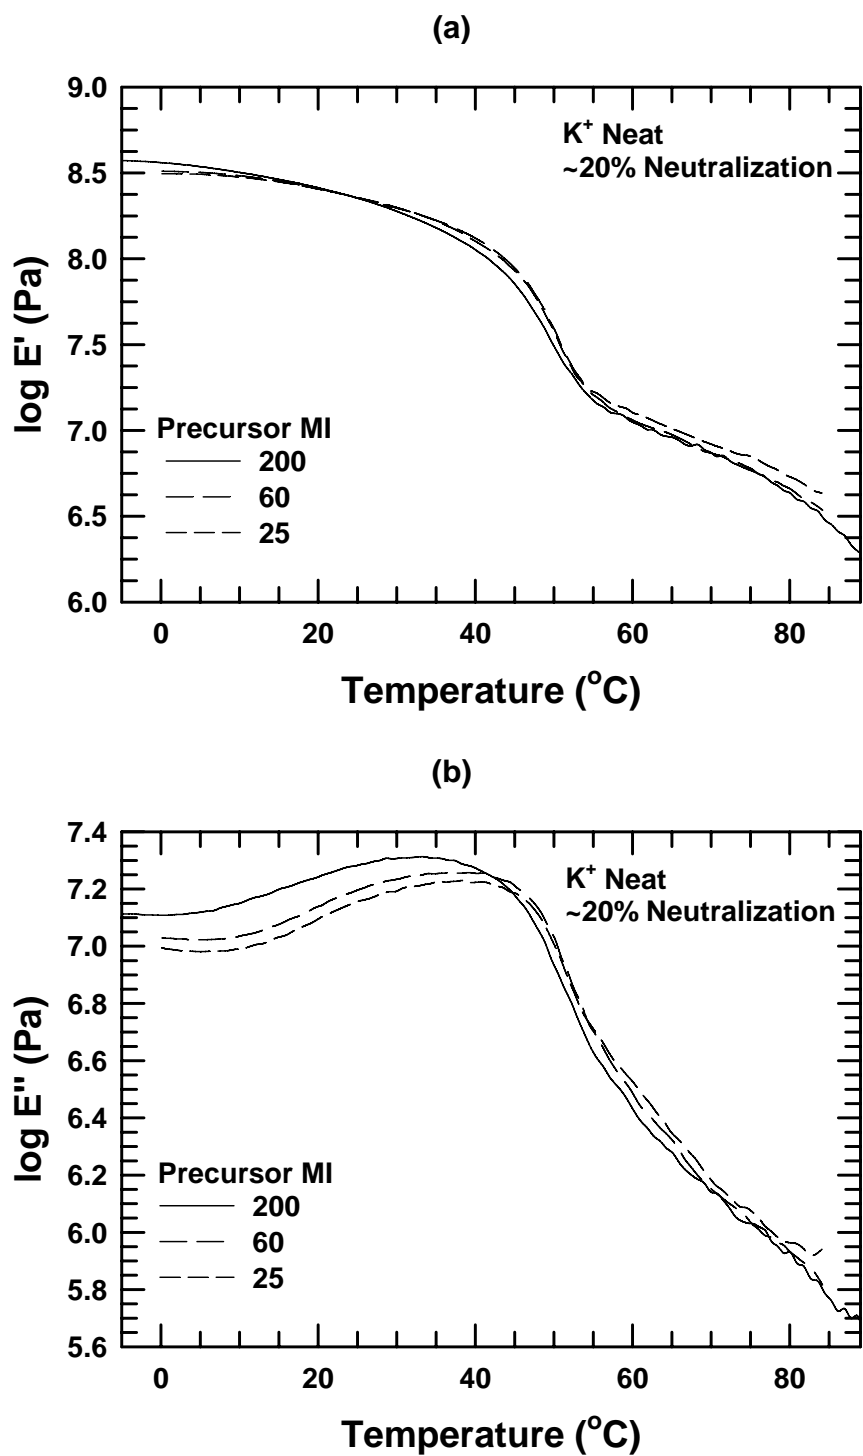 (a)
9.0
8.5
8.0
7.5
7.0
6.5
6.0
log E' (Pa)
K+ Neat
~20% Neutralization
Precursor MI
200
60
25
0 20 40 60 80
Temperature (oC)
(b)
7.4
7.2
7.0
6.8
6.6
6.4
6.2
6.0
5.8
5.6
log E" (Pa)
K+ Neat
~20% Neutralization
Precursor MI
200
60
25
0 20 40 60 80
Temperature (oC)